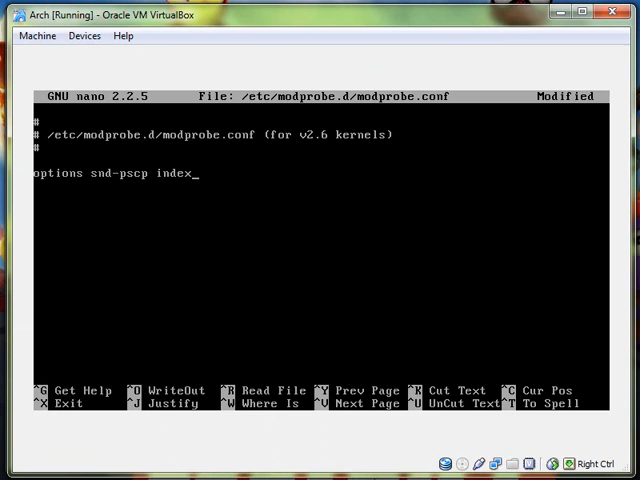 Arch [Running] - Oracle VM VirtualBox
Machine Devices Help
GNU nano 2.2.5 File: /etc/modprobe.d/modprobe.conf Modified
#
# /etc/modprobe.d/modprobe.conf (for v2.6 kernels)
#
options snd-pscp index_
^G Get Help ^O WriteOut ^R Read File ^Y Prev Page ^K Cut Text ^C Cur Pos
^X Exit ^J Justify ^W Where Is ^V Next Page ^U UnCut Text ^T To Spell
Right Ctrl